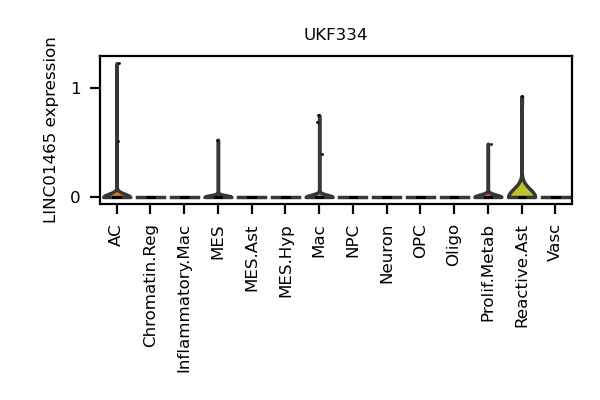 UKF334
LINC01465 expression
1
0
AC
Chromatin.Reg
Inflammatory.Mac
MES
MES.Ast
MES.Hyp
Mac
NPC
Neuron
OPC
Oligo
Prolif.Metab
Reactive.Ast
Vasc